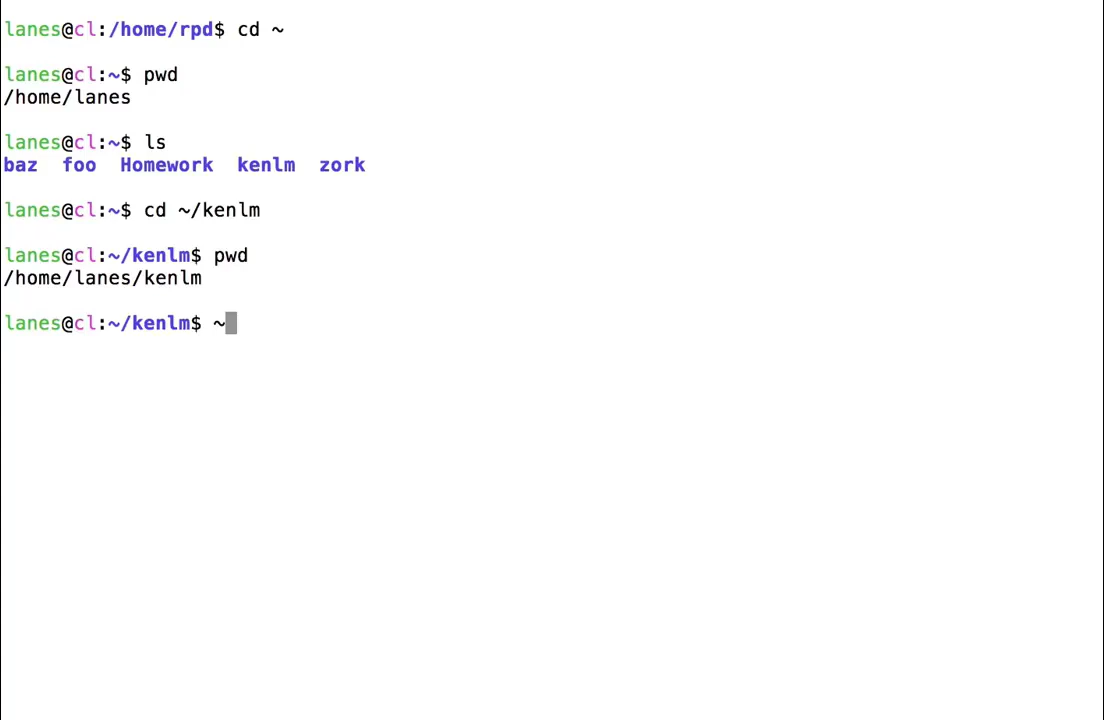 lanes@cl:/home/rpd$ cd ~
lanes@cl:~$ pwd
/home/lanes
lanes@cl:~$ ls
baz  foo  Homework  kenlm  zork
lanes@cl:~$ cd ~/kenlm
lanes@cl:~/kenlm$ pwd
/home/lanes/kenlm
lanes@cl:~/kenlm$ ~